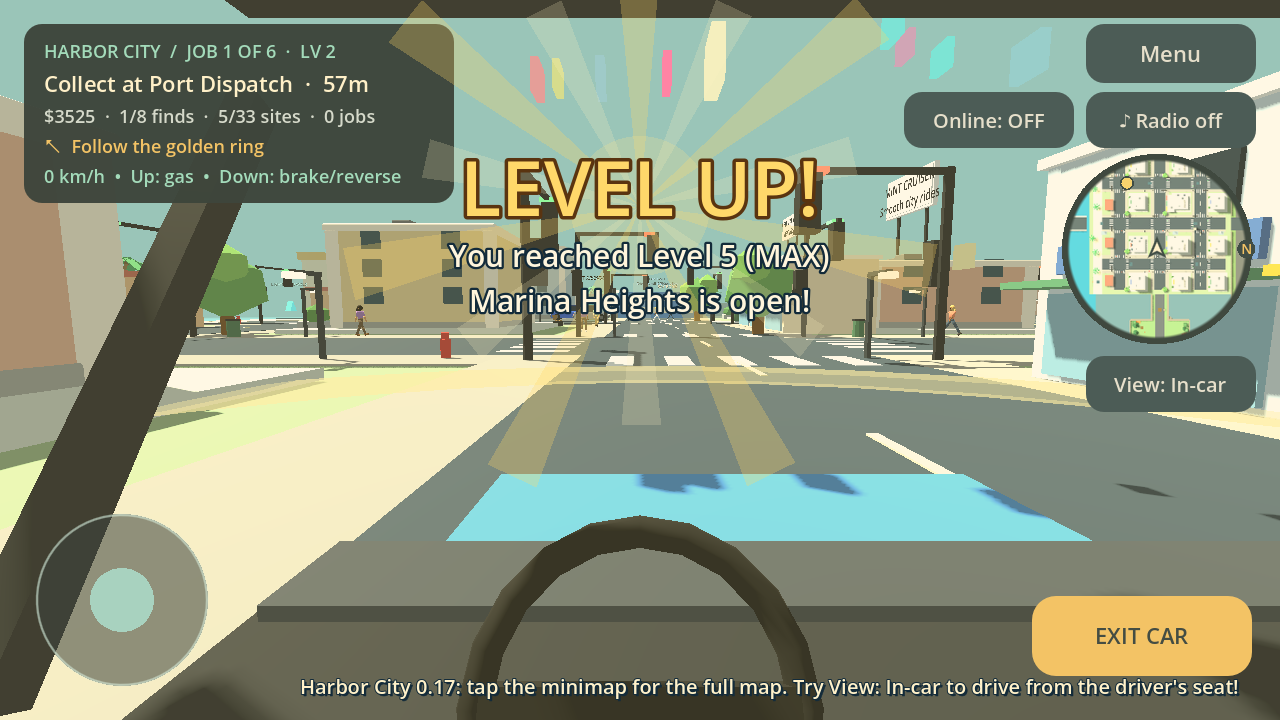 HARBOR CITY / JOB 1 OF 6 · LV 2
Collect at Port Dispatch · 57m
$3525 · 1/8 finds · 5/33 sites · 0 jobs
↖ Follow the golden ring
0 km/h • Up: gas • Down: brake/reverse
Menu
Online: OFF
♪ Radio off
LEVEL UP!
You reached Level 5 (MAX)
Marina Heights is open!
N
View: In-car
EXIT CAR
Harbor City 0.17: tap the minimap for the full map. Try View: In-car to drive from the driver's seat!